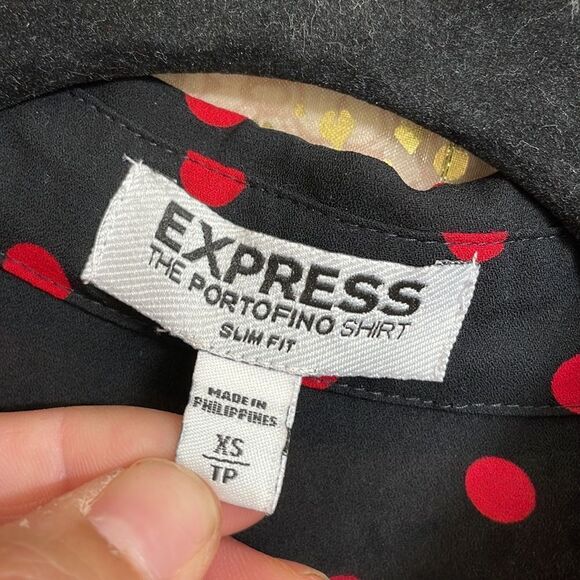 EXPRESS
THE PORTOFINO SHIRT
SLIM FIT
MADE IN
PHILIPPINES
XS
TP